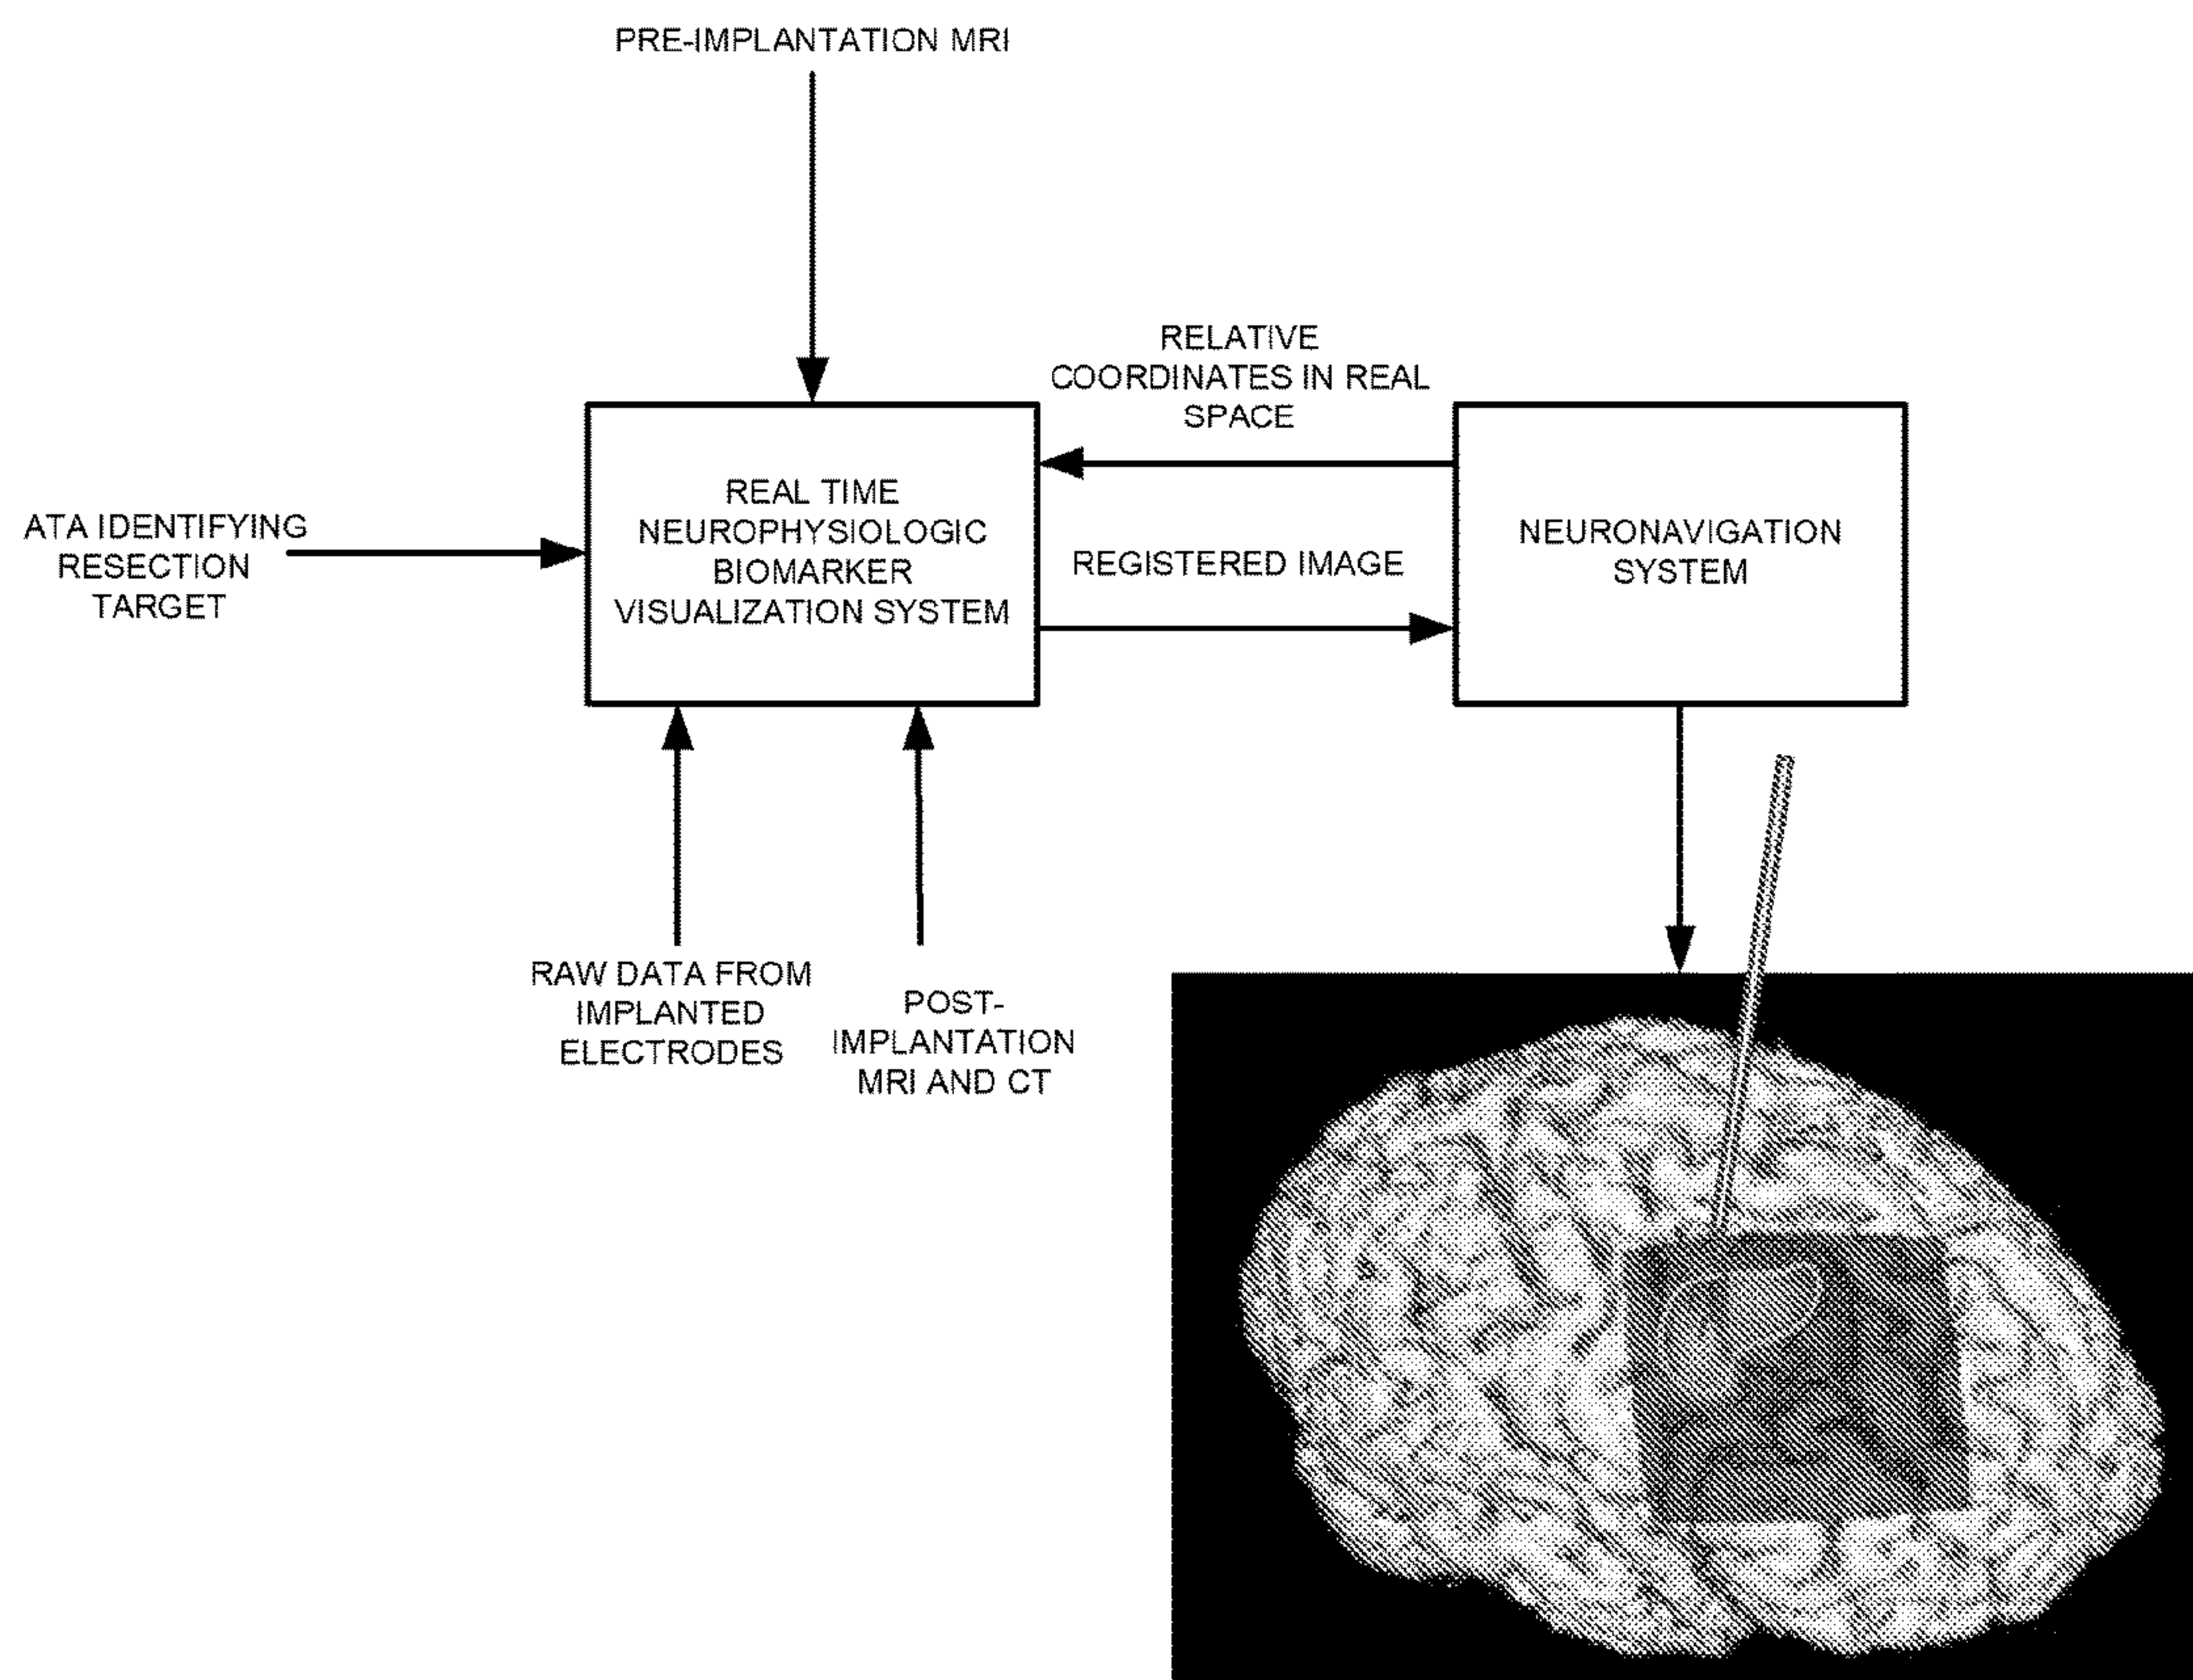 PRE-IMPLANTATION MRI
RELATIVE
COORDINATES IN REAL
SPACE
ATA IDENTIFYING
RESECTION
TARGET
REAL TIME
NEUROPHYSIOLOGIC
BIOMARKER
VISUALIZATION SYSTEM
REGISTERED IMAGE
NEURONAVIGATION
SYSTEM
RAW DATA FROM
IMPLANTED
ELECTRODES
POST-
IMPLANTATION
MRI AND CT